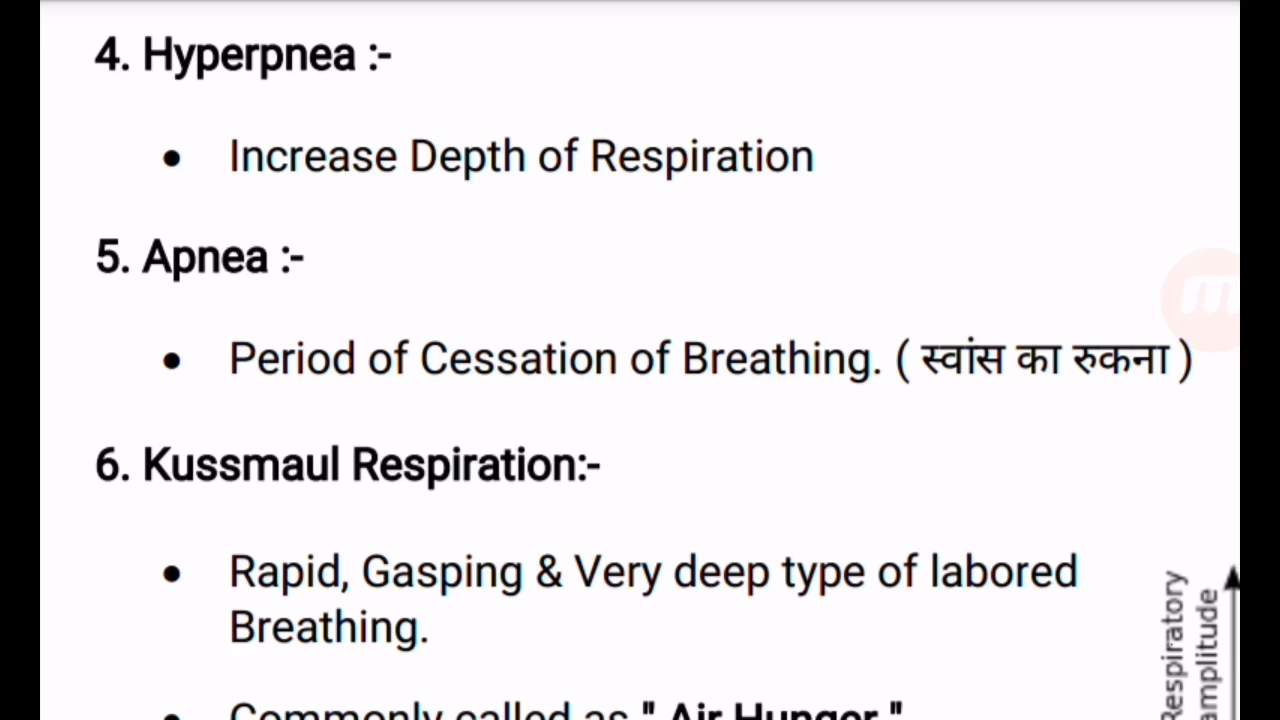 4. Hyperpnea :-
• Increase Depth of Respiration
5. Apnea :-
• Period of Cessation of Breathing. ( स्वांस का रुकना )
6. Kussmaul Respiration:-
• Rapid, Gasping & Very deep type of labored
Breathing.
• Commonly called as " Air Hunger "
Respiratory
amplitude